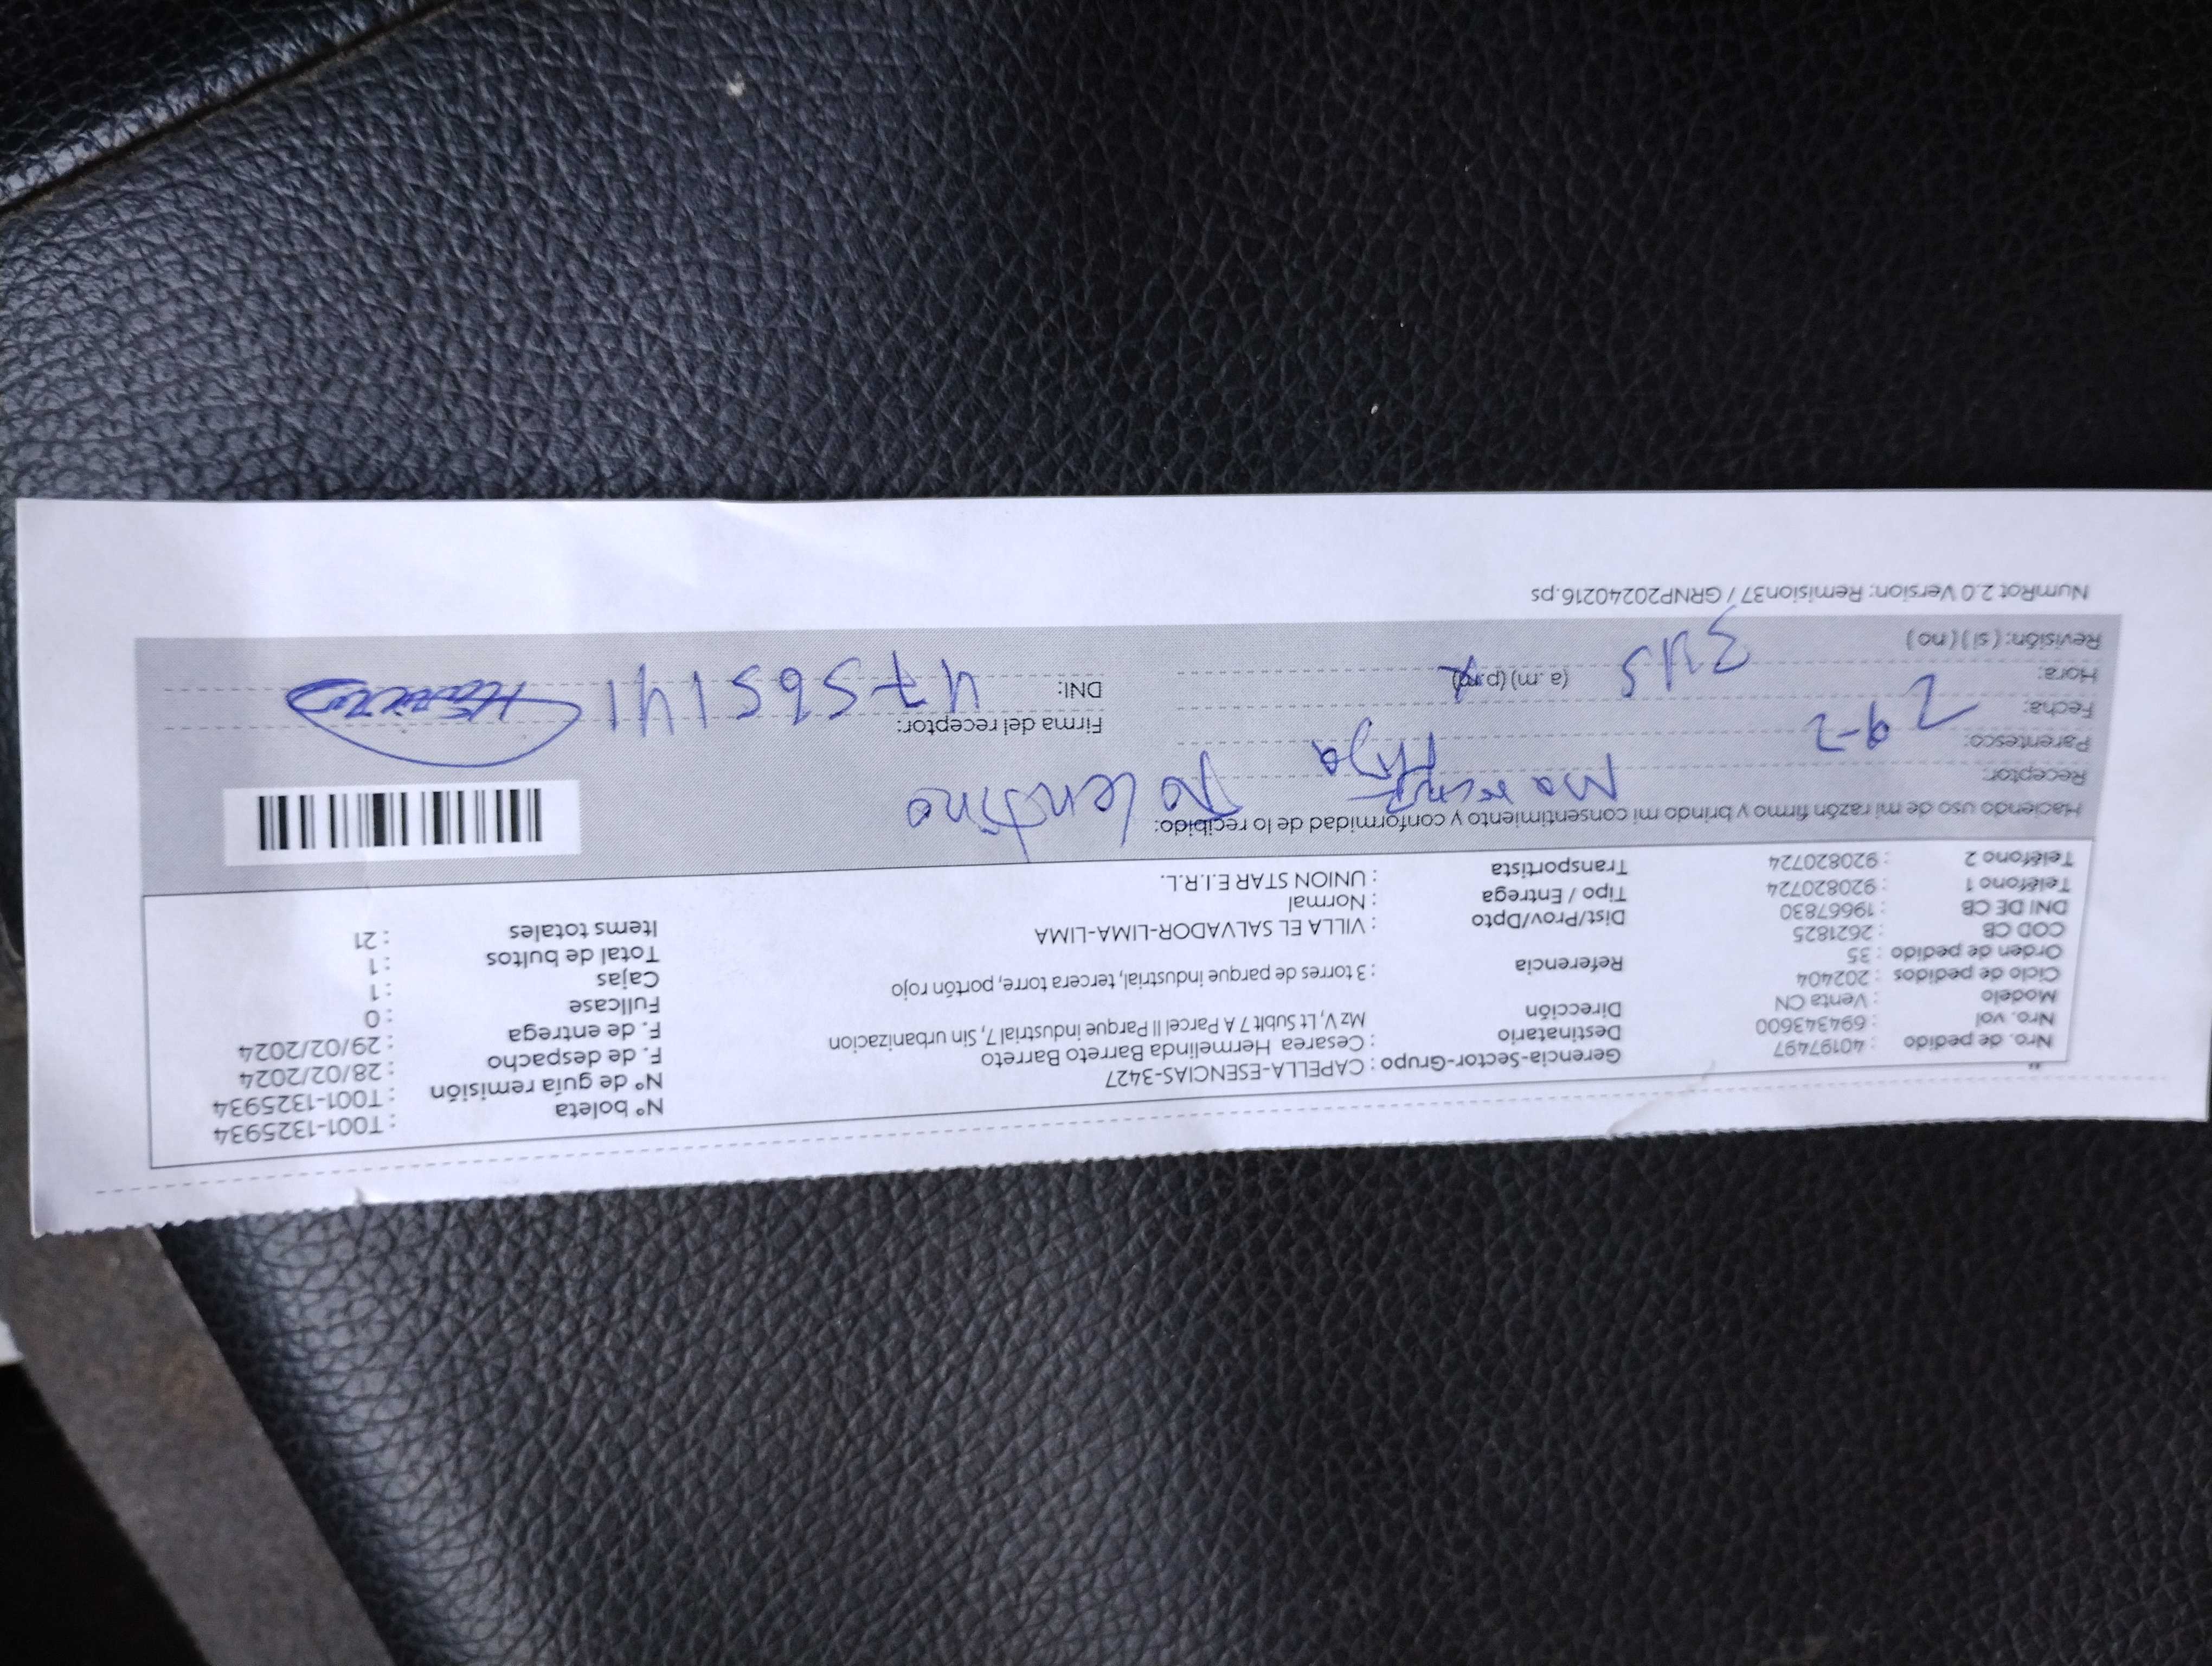 Nro. de pedido : 40197497
Nro. vol : 694343600
Modelo : Venta CN
Ciclo de pedidos : 202404
Orden de pedido : 35
COD CB : 2621825
DNI DE CB : 19667830
Teléfono 1 : 920820724
Teléfono 2 : 920820724
Gerencia-Sector-Grupo : CAPELLA-ESENCIAS-3427
Destinatario : Cesarea Hermelinda Barreto Barreto
Dirección Mz V, Lt Sublt 7 A Parcel II Parque industrial 7, Sin urbanizacion
Referencia : 3 torres de parque industrial, tercera torre, portón rojo
Dist/Prov/Dpto : VILLA EL SALVADOR-LIMA-LIMA
Tipo / Entrega : Normal
Transportista : UNION STAR E.I.R.L.
N° boleta : T001-1325934
N° de guía remisión : T001-1325934
F. de despacho : 28/02/2024
F. de entrega : 29/02/2024
Fullcase : 0
Cajas : 1
Total de bultos : 1
Items totales : 21
Haciendo uso de mi razón firmo y brindo mi consentimiento y conformidad de lo recibido:
Receptor:
Parentesco: Hija
Fecha: 29-2
Hora: 345 (a.m) (p.m)
Revisión: ( si ) ( no )
Firma del receptor:
DNI: 47565141
NumRot 2.0 Version: Remision37 / GRNP20240216.ps